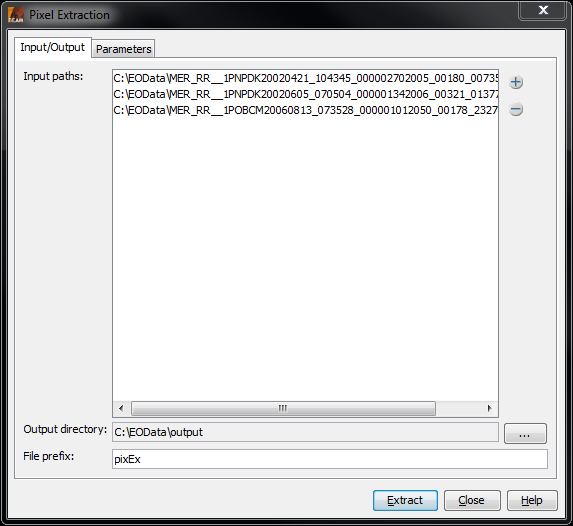 Pixel Extraction
Input/Output Parameters
Input paths:
C:\EOData\MER_RR__1PNPDK20020421_104345_000002702005_00180_0073
C:\EOData\MER_RR__1PNPDK20020605_070504_000001342006_00321_0137
C:\EOData\MER_RR__1POBCM20060813_073528_000001012050_00178_2327
Output directory: C:\EOData\output ...
File prefix: pixEx
Extract Close Help